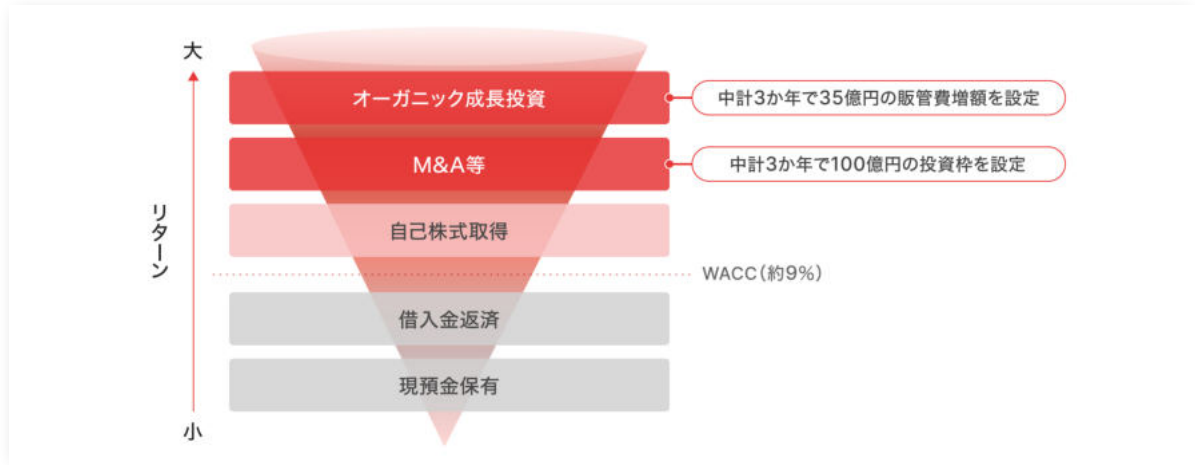 大
オーガニック成長投資
中計3か年で35億円の販管費増額を設定
M&A等
中計3か年で100億円の投資枠を設定
リターン
自己株式取得
WACC(約9%)
借入金返済
現預金保有
小